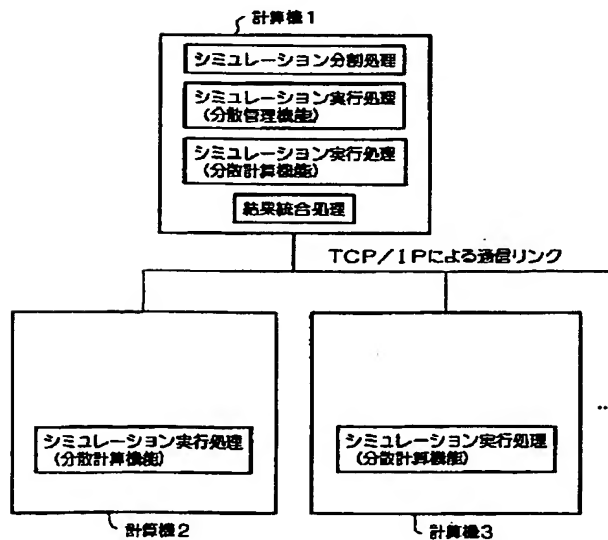 計算機1
シミュレーション分割処理
シミュレーション実行処理
(分散管理機能)
シミュレーション実行処理
(分散計算機能)
結果統合処理
TCP/IPによる通信リンク
シミュレーション実行処理
(分散計算機能)
シミュレーション実行処理
(分散計算機能)
‥
計算機2
計算機3